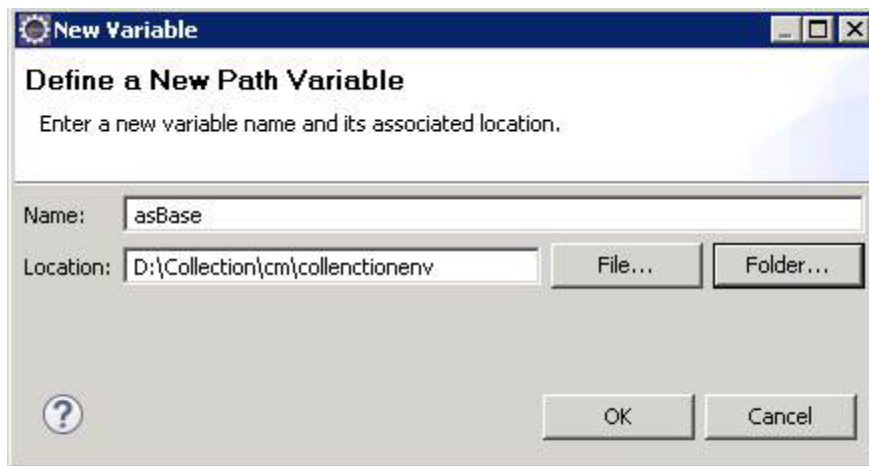 New Variable
Define a New Path Variable
Enter a new variable name and its associated location.
Name: asBase
Location: D:\Collection\cm\collenctionenv File... Folder...
? OK Cancel